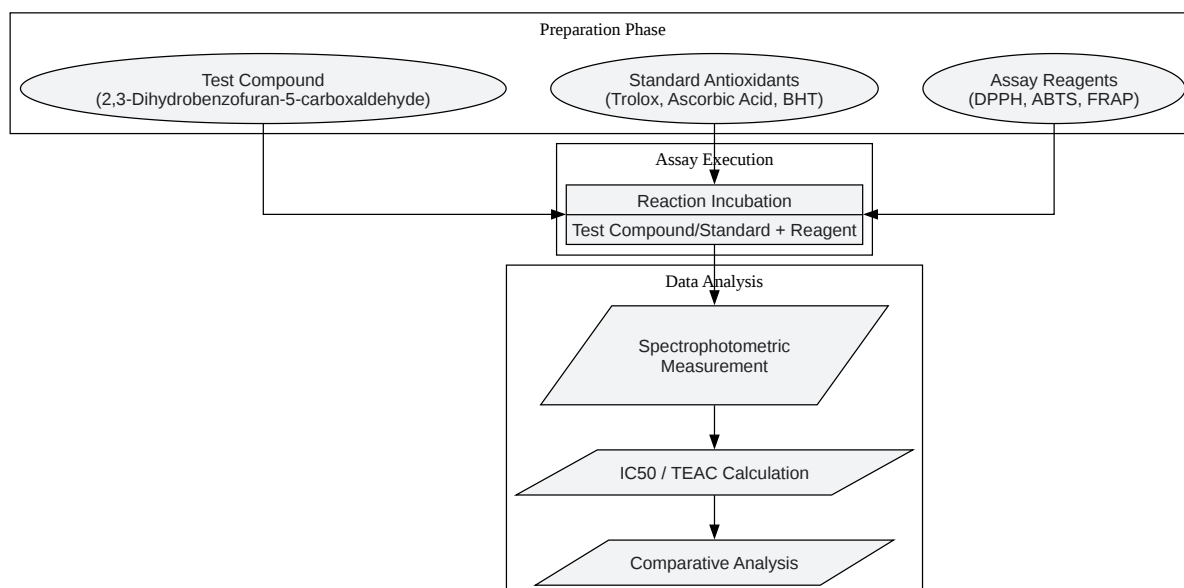 Preparation Phase
Test Compound
(2,3-Dihydrobenzofuran-5-carboxaldehyde)
Standard Antioxidants
(Trolox, Ascorbic Acid, BHT)
Assay Reagents
(DPPH, ABTS, FRAP)
Assay Execution
Reaction Incubation
Test Compound/Standard + Reagent
Data Analysis
Spectrophotometric
Measurement
IC50 / TEAC Calculation
Comparative Analysis